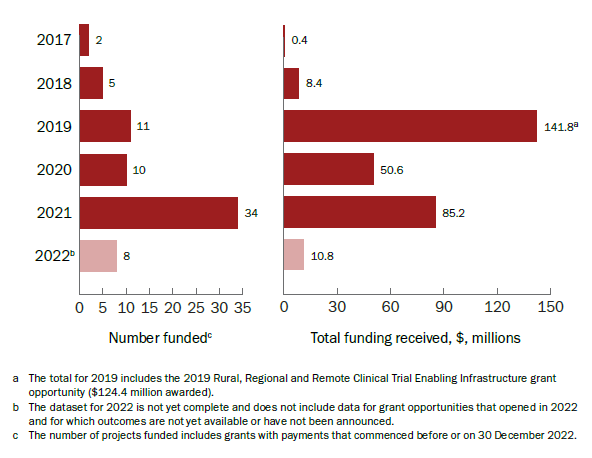 2017 2 0.4
2018 5 8.4
2019 11 141.8a
2020 10 50.6
2021 34 85.2
2022b 8 10.8
0 5 10 15 20 25 30 35 0 30 60 90 120 150
Number fundedc Total funding received, $, millions
a The total for 2019 includes the 2019 Rural, Regional and Remote Clinical Trial Enabling Infrastructure grant
opportunity ($124.4 million awarded).
b The dataset for 2022 is not yet complete and does not include data for grant opportunities that opened in 2022
and for which outcomes are not yet available or have not been announced.
c The number of projects funded includes grants with payments that commenced before or on 30 December 2022.